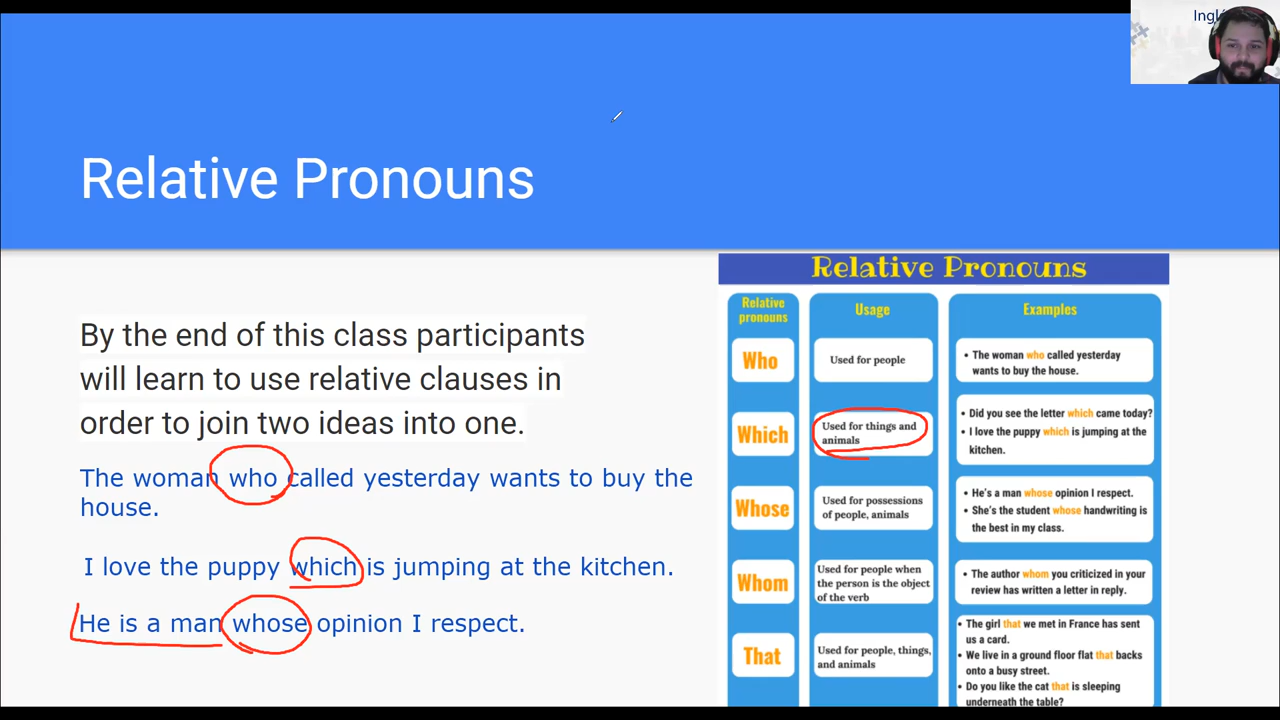 Relative Pronouns
By the end of this class participants
will learn to use relative clauses in
order to join two ideas into one.
The woman who called yesterday wants to buy the
house.
I love the puppy which is jumping at the kitchen.
He is a man whose opinion I respect.
Relative Pronouns
Relative
pronouns
Usage
Examples
Who
Used for people
• The woman who called yesterday
wants to buy the house.
Which
Used for things and
animals
• Did you see the letter which came today?
• I love the puppy which is jumping at the
kitchen.
Whose
Used for possessions
of people, animals
• He's a man whose opinion I respect.
• She's the student whose handwriting is
the best in my class.
Whom
Used for people when
the person is the object
of the verb
• The author whom you criticized in your
review has written a letter in reply.
That
Used for people, things,
and animals
• The girl that we met in France has sent
us a card.
• We live in a ground floor flat that backs
onto a busy street.
• Do you like the cat that is sleeping
underneath the table?